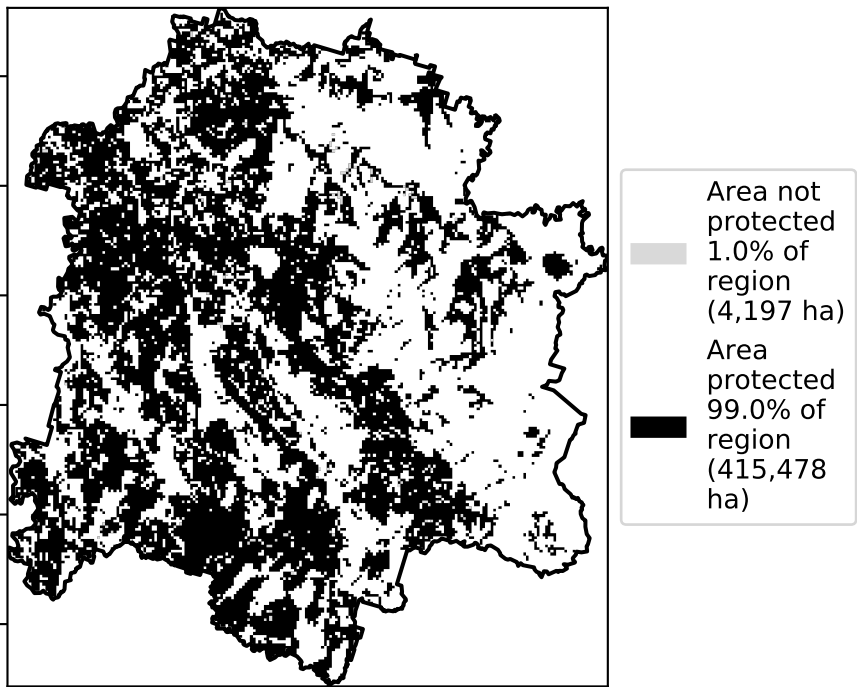 Area not
protected
1.0% of
region
(4,197 ha)
Area
protected
99.0% of
region
(415,478
ha)